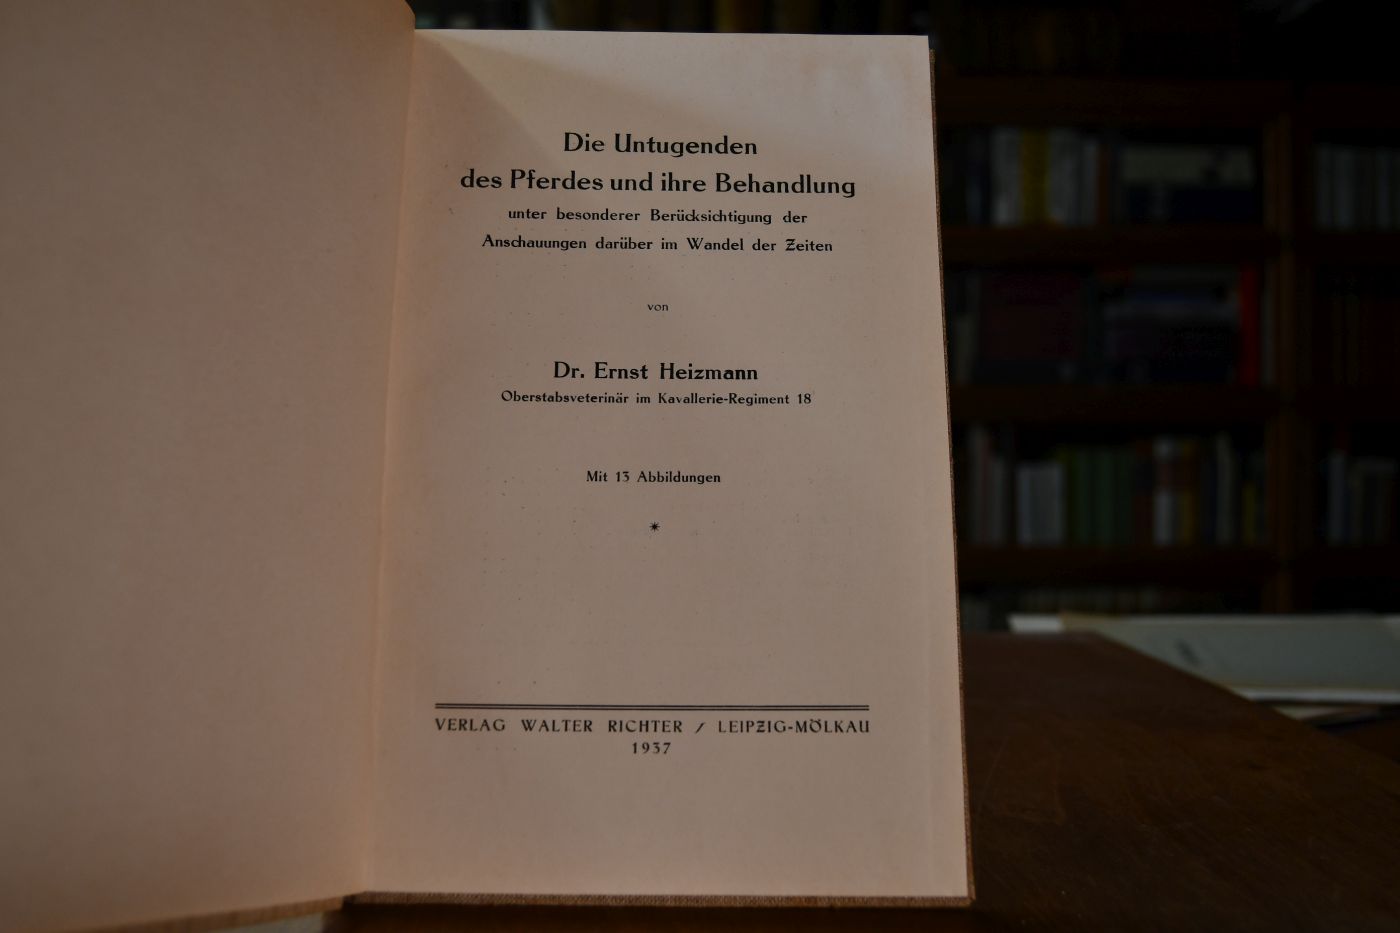 Die Untugenden
des Pferdes und ihre Behandlung
unter besonderer Berücksichtigung der
Anschauungen darüber im Wandel der Zeiten
von
Dr. Ernst Heizmann
Oberstabsveterinär im Kavallerie-Regiment 18
Mit 13 Abbildungen
*
VERLAG WALTER RICHTER / LEIPZIG-MÖLKAU
1937